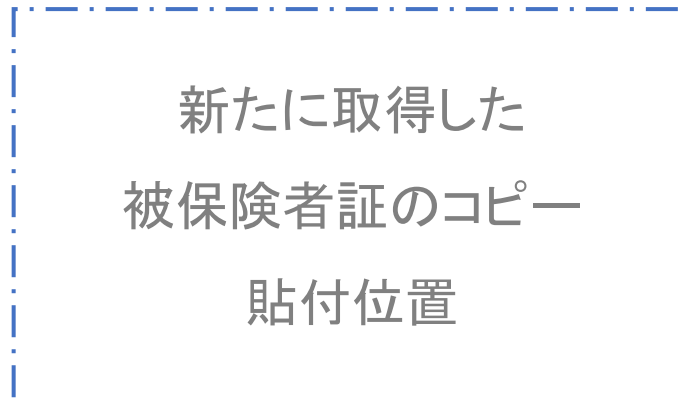 新たに取得した
被保険者証のコピー
貼付位置